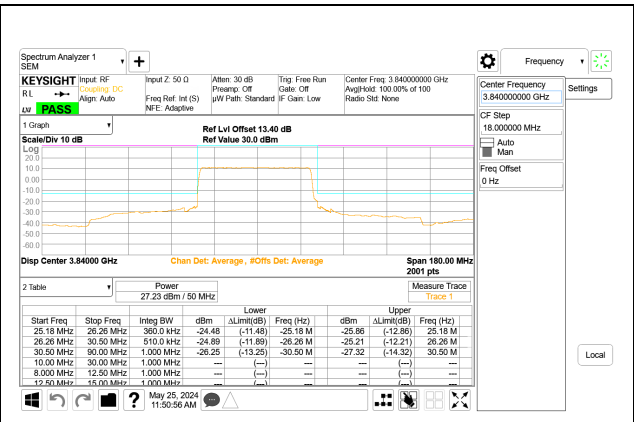 Spectrum Analyzer 1
SEM
Frequency
KEYSIGHT
R L
LXI
PASS
Input: RF
Coupling: DC
Align: Auto
Input Z: 50 Ω
Freq Ref: Int (S)
NFE: Adaptive
Atten: 30 dB
Preamp: Off
µW Path: Standard
Trig: Free Run
Gate: Off
IF Gain: Low
Center Freq: 3.840000000 GHz
Avg|Hold: 100.00% of 100
Radio Std: None
Center Frequency
3.840000000 GHz
Settings
CF Step
18.000000 MHz
Auto
Man
Freq Offset
0 Hz
Local
1 Graph
Scale/Div 10 dB
Ref Lvl Offset 13.40 dB
Ref Value 30.0 dBm
Log
20.0
10.0
0.00
-10.0
-20.0
-30.0
-40.0
-50.0
-60.0
Disp Center 3.84000 GHz
Chan Det: Average , #Offs Det: Average
Span 180.00 MHz
2001 pts
2 Table
Power
27.23 dBm / 50 MHz
Measure Trace
Trace 1
Lower Upper
Start Freq Stop Freq Integ BW dBm ∆Limit(dB) Freq (Hz) dBm ∆Limit(dB) Freq (Hz)
25.18 MHz 26.26 MHz 360.0 kHz -24.48 (-11.48) -25.18 M -25.86 (-12.86) 25.18 M
26.26 MHz 30.50 MHz 510.0 kHz -24.89 (-11.89) -26.26 M -25.21 (-12.21) 26.26 M
30.50 MHz 90.00 MHz 1.000 MHz -26.25 (-13.25) -30.50 M -27.32 (-14.32) 30.50 M
10.00 MHz 30.00 MHz 1.000 MHz --- (---) --- (---)
8.000 MHz 12.50 MHz 1.000 MHz --- (---) --- (---)
12.50 MHz 15.00 MHz 1.000 MHz --- (---) --- (---)
May 25, 2024
11:50:56 AM